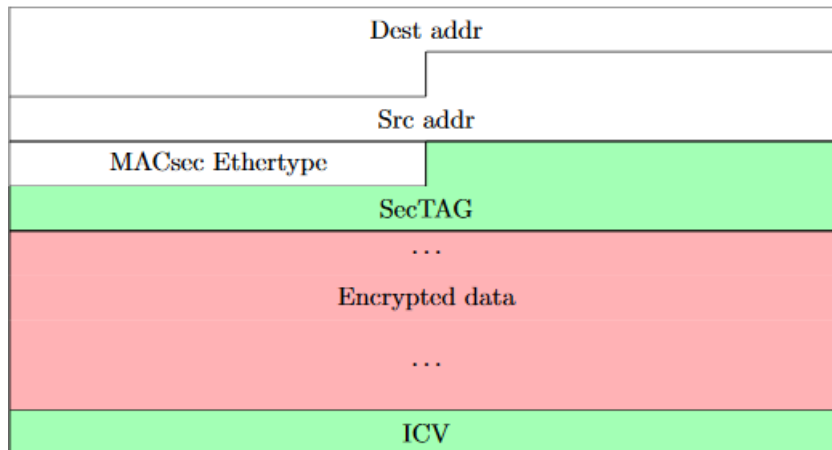 Dest addr
Src addr
MACsec Ethertype
SecTAG
...
Encrypted data
...
ICV